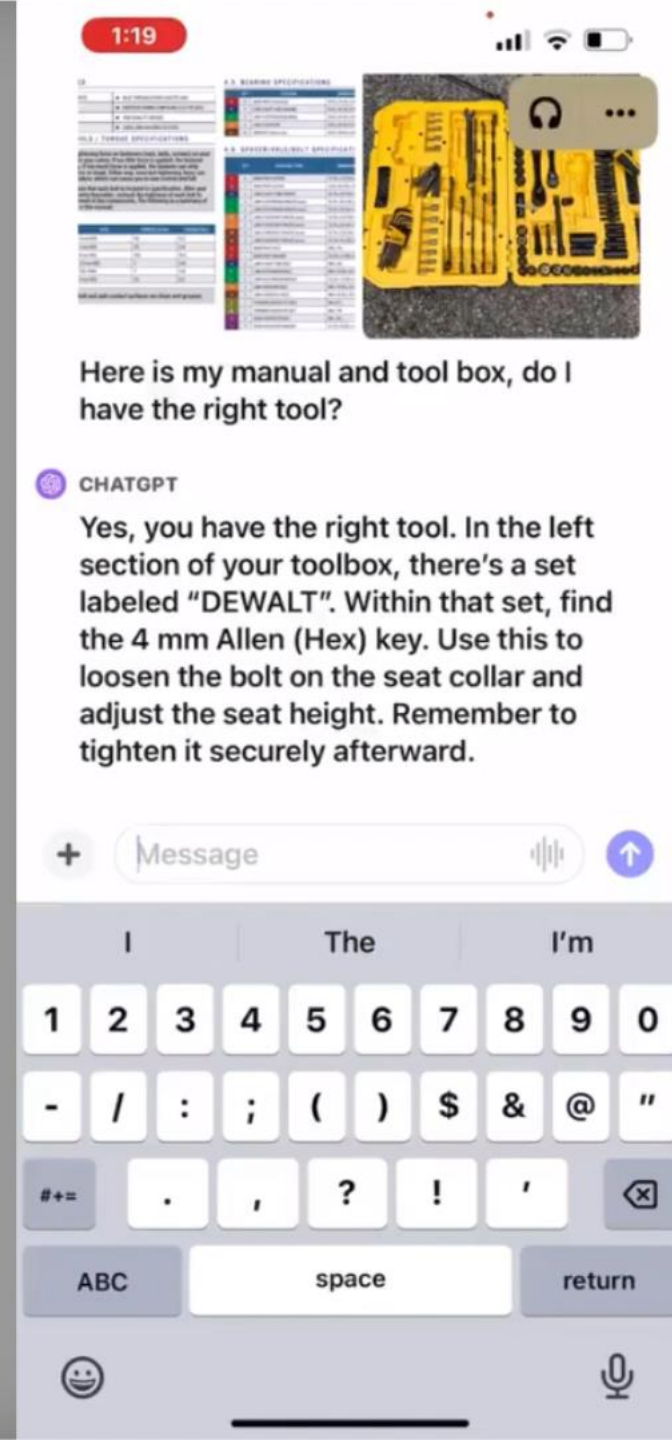 1:19
4.5 BEARING SPECIFICATIONS
Here is my manual and tool box, do I
have the right tool?
CHATGPT
Yes, you have the right tool. In the left
section of your toolbox, there's a set
labeled “DEWALT”. Within that set, find
the 4 mm Allen (Hex) key. Use this to
loosen the bolt on the seat collar and
adjust the seat height. Remember to
tighten it securely afterward.
Message
I The I'm
1 2 3 4 5 6 7 8 9 0
- / : ; ( ) $ & @ "
#+= . , ? ! '
ABC space return